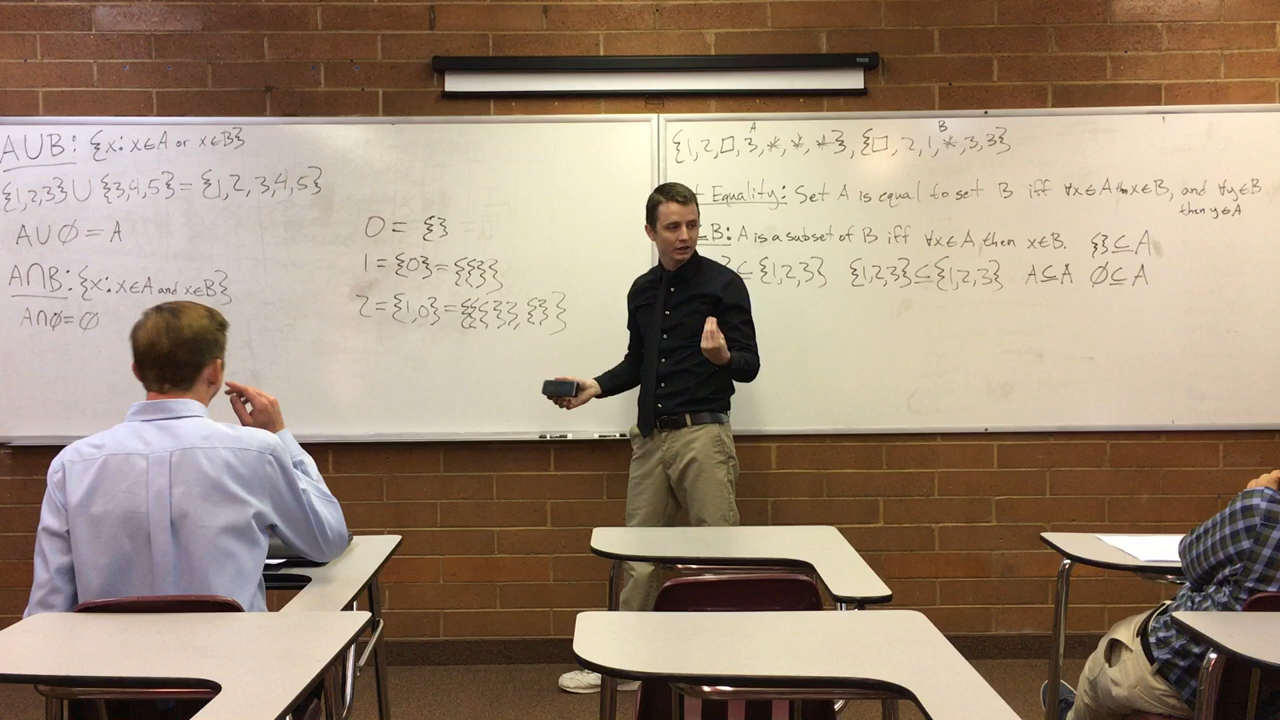 A∪B: {x: x∈A or x∈B}
{1,2,3}∪{3,4,5}={1,2,3,4,5}
A∪∅=A
A∩B: {x: x∈A and x∈B}
A∩∅=∅
0={}
1={0}={{}}
2={1,0}={{{}},{}}
A B
{1,2,□,3,*,*,*},{□,2,1,*,3,3}
Equality: Set A is equal to set B iff ∀x∈A then x∈B, and ∀y∈B
then y∈A
B: A is a subset of B iff ∀x∈A, then x∈B. {}⊆A
⊆{1,2,3} {1,2,3}⊆{1,2,3} A⊆A ∅⊆A